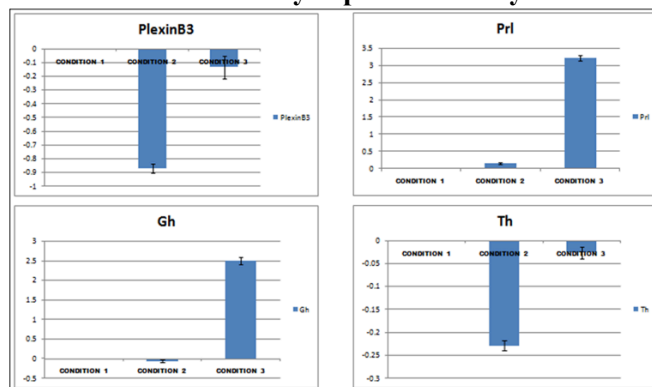 PlexinB3
0
-0.1
-0.2
-0.3
-0.4
-0.5
-0.6
-0.7
-0.8
-0.9
-1
CONDITION 1 CONDITION 2 CONDITION 3
PlexinB3
Prl
3.5
3
2.5
2
1.5
1
0.5
0
CONDITION 1 CONDITION 2 CONDITION 3
Prl
Gh
3
2.5
2
1.5
1
0.5
0
-0.5
CONDITION 1 CONDITION 2 CONDITION 3
Gh
Th
0
-0.05
-0.1
-0.15
-0.2
-0.25
-0.3
CONDITION 1 CONDITION 2 CONDITION 3
Th